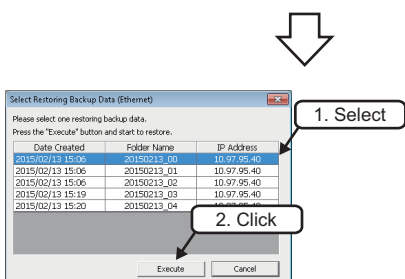 Select Restoring Backup Data (Ethernet)
Please select one restoring backup data.
Press the "Execute" button and start to restore.
Date Created Folder Name IP Address
2015/02/13 15:06 20150213_00 10.97.95.40
2015/02/13 15:06 20150213_01 10.97.95.40
2015/02/13 15:06 20150213_02 10.97.95.40
2015/02/13 15:19 20150213_03 10.97.95.40
2015/02/13 15:20 20150213_04
1. Select
2. Click
Execute Cancel